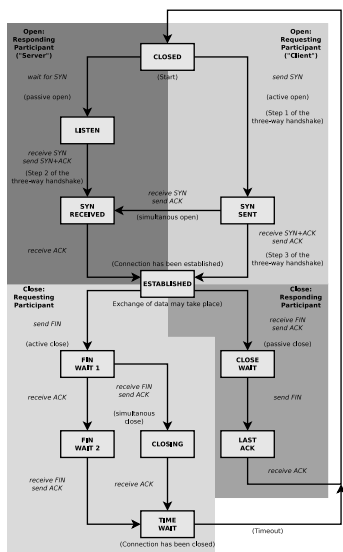 Open:
Responding
Participant
("Server")
Open:
Requesting
Participant
("Client")
CLOSED
(Start)
wait for SYN
(passive open)
send SYN
(active open)
(Step 1 of the
three-way handshake)
LISTEN
receive SYN
send SYN+ACK
(Step 2 of the
three-way handshake)
receive SYN
send ACK
(simultanous open)
SYN
RECEIVED
SYN
SENT
receive ACK
receive SYN+ACK
send ACK
(Step 3 of the
three-way handshake)
(Connection has been established)
ESTABLISHED
Exchange of data may take place)
Close:
Requesting
Participant
Close:
Responding
Participant
send FIN
(active close)
receive FIN
send ACK
(passive close)
FIN
WAIT 1
CLOSE
WAIT
receive ACK
receive FIN
send ACK
(simultanous
close)
send FIN
FIN
WAIT 2
CLOSING
LAST
ACK
receive FIN
send ACK
receive ACK
receive ACK
TIME
WAIT
(Timeout)
(Connection has been closed)